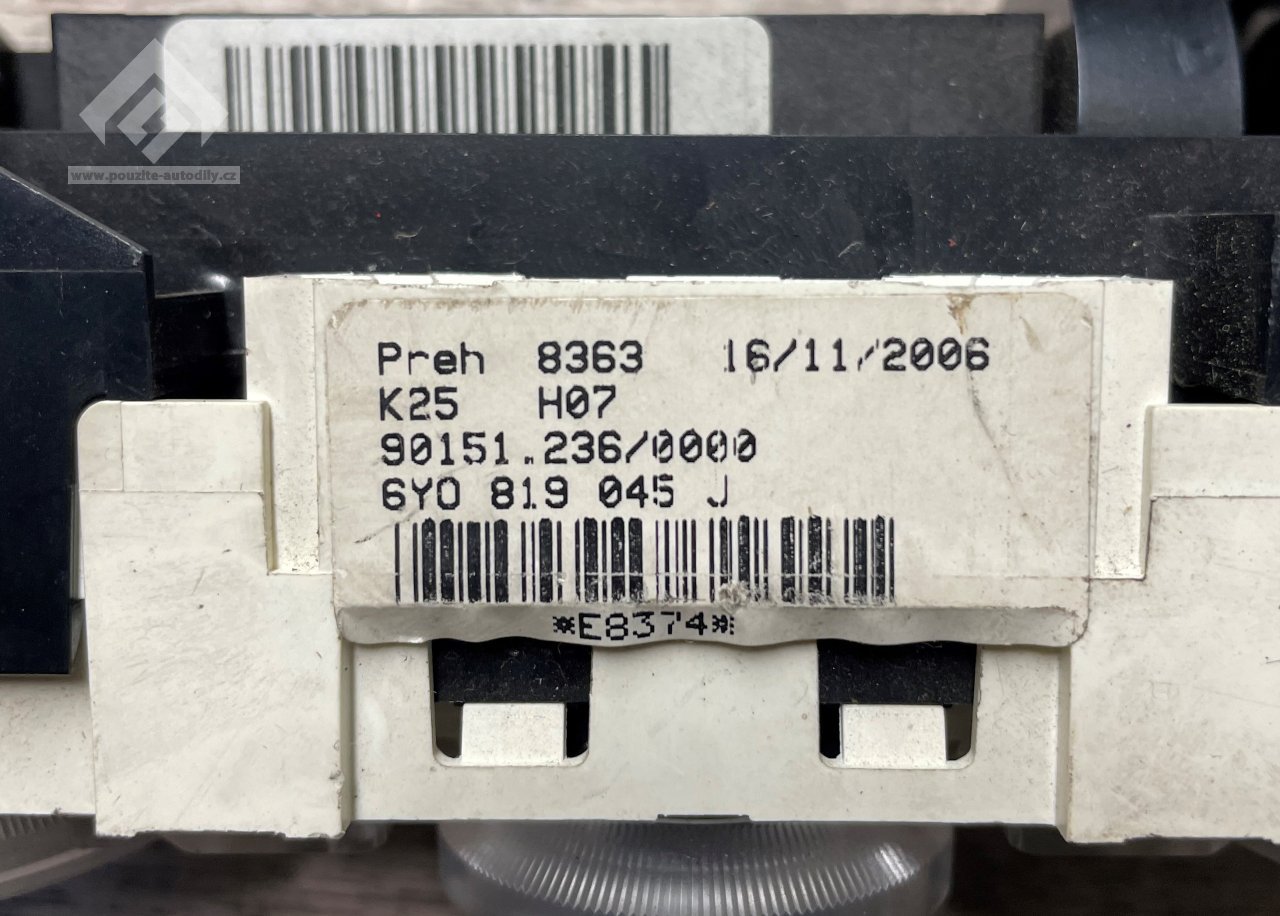 www.pouzite-autodily.cz
Preh 8363 16/11/2006
K25 H07
90151.236/0000
6Y0 819 045 J
*E8374*